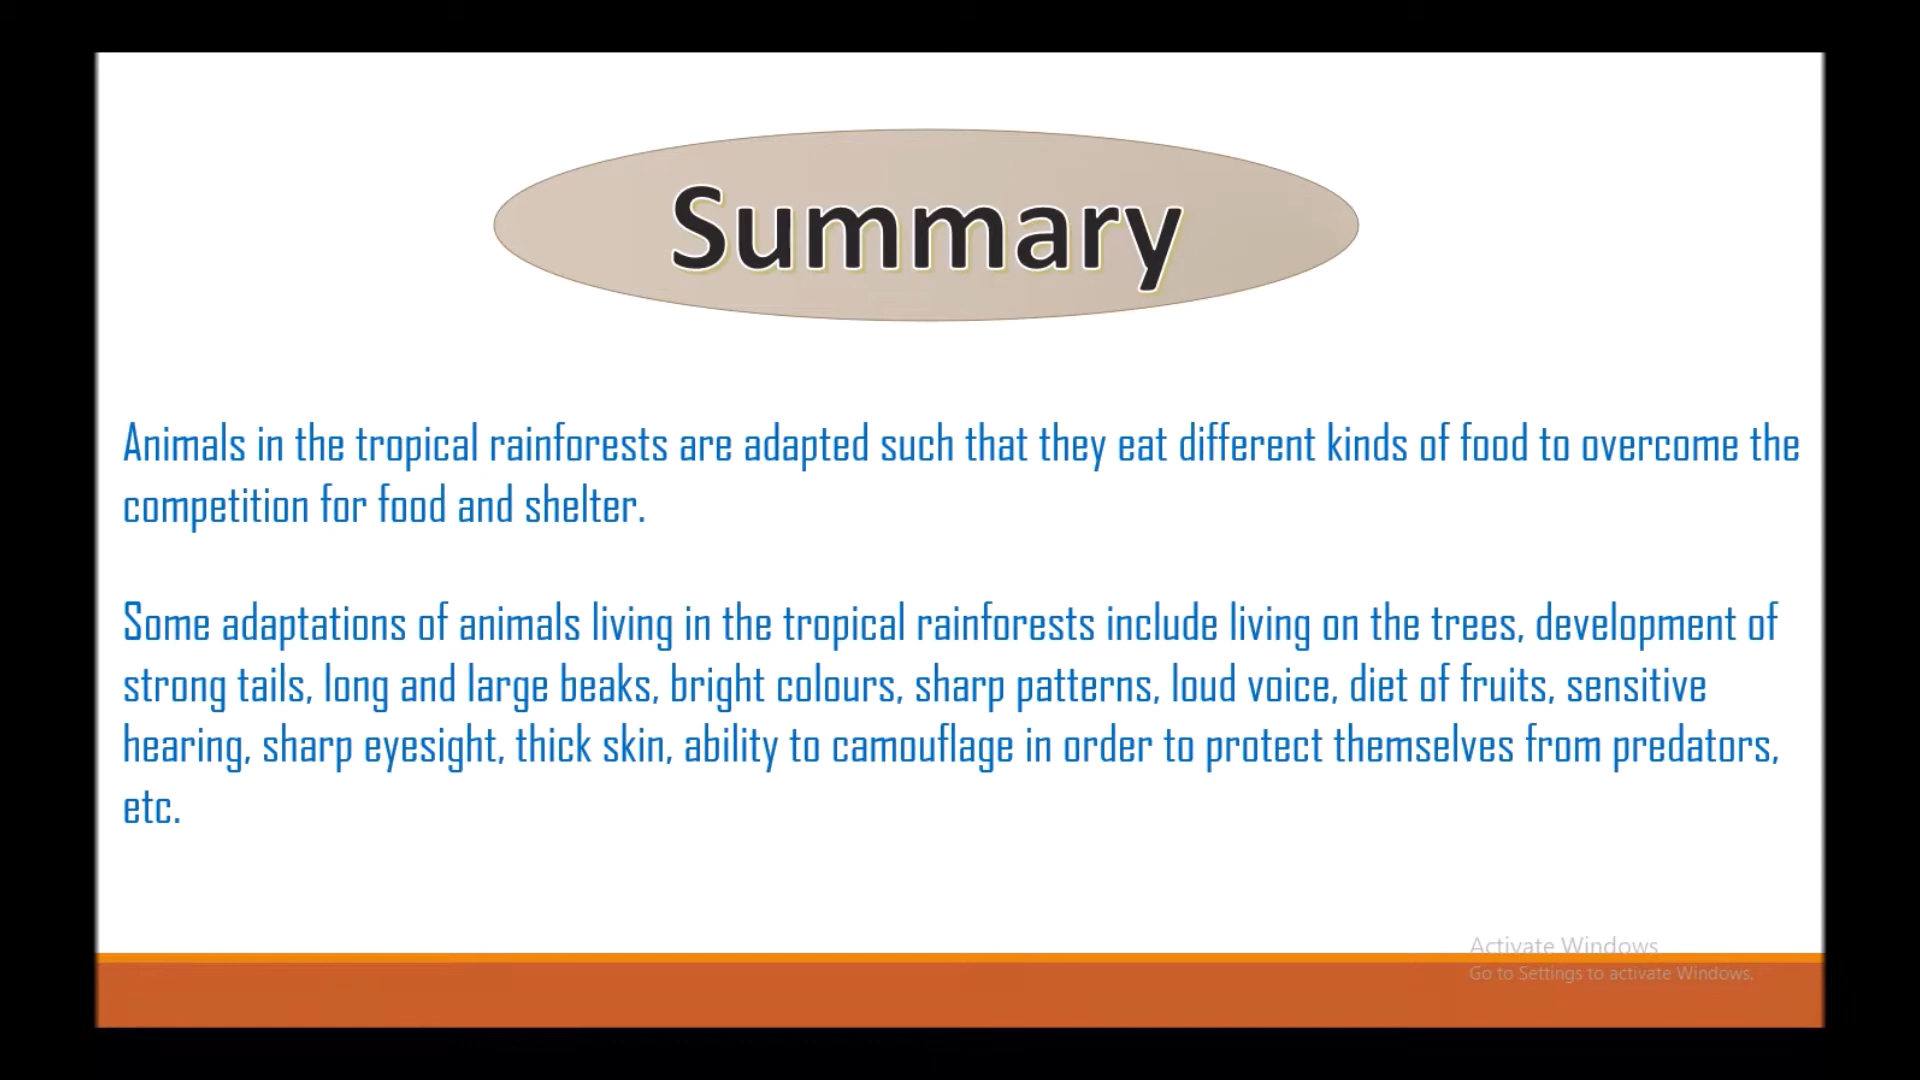 Summary
Animals in the tropical rainforests are adapted such that they eat different kinds of food to overcome the
competition for food and shelter.
Some adaptations of animals living in the tropical rainforests include living on the trees, development of
strong tails, long and large beaks, bright colours, sharp patterns, loud voice, diet of fruits, sensitive
hearing, sharp eyesight, thick skin, ability to camouflage in order to protect themselves from predators,
etc.
Activate Windows
Go to Settings to activate Windows.